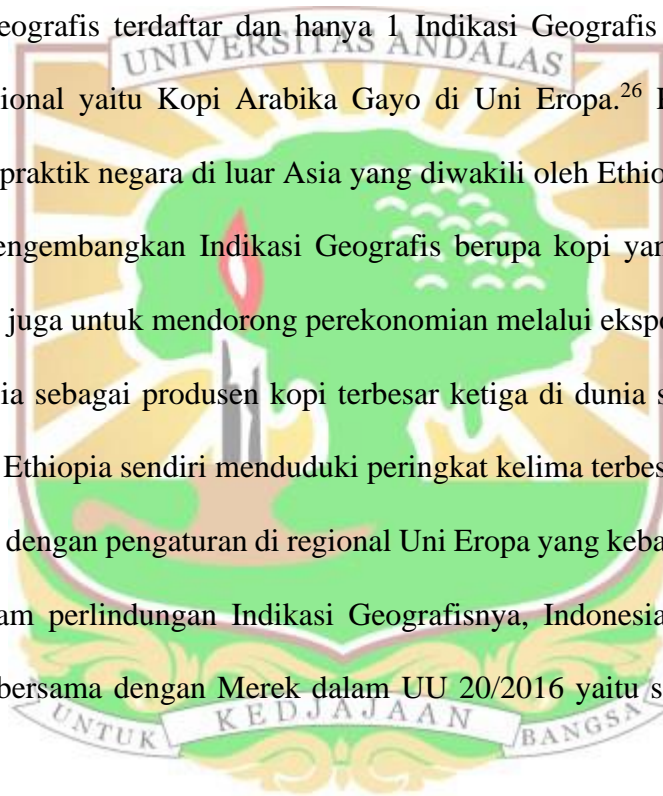 eografis terdaftar dan hanya 1 Indikasi Geografis
UNIVERSITAS ANDALAS
ional yaitu Kopi Arabika Gayo di Uni Eropa.26
praktik negara di luar Asia yang diwakili oleh Ethio
engembangkan Indikasi Geografis berupa kopi yan
juga untuk mendorong perekonomian melalui ekspo
ia sebagai produsen kopi terbesar ketiga di dunia s
Ethiopia sendiri menduduki peringkat kelima terbes
dengan pengaturan di regional Uni Eropa yang keba
am perlindungan Indikasi Geografisnya, Indonesia
bersama dengan Merek dalam UU 20/2016 yaitu s
UNTUK KEDJAJAAN BANGSA